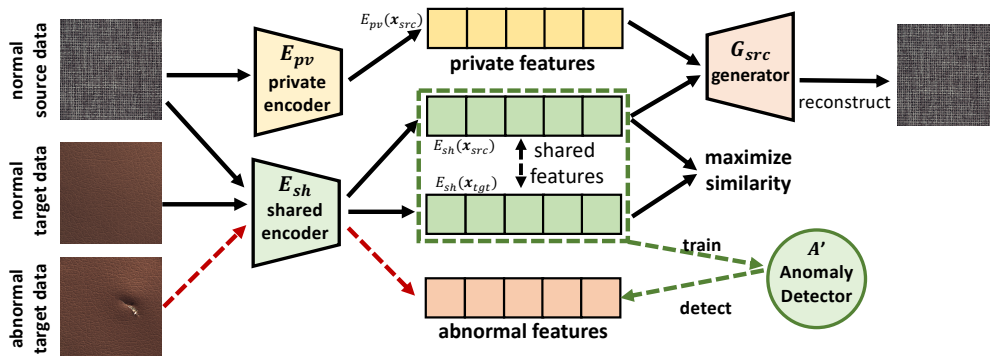 normal
source data
normal
target data
abnormal
target data
E_pv
private
encoder
E_sh
shared
encoder
E_pv(x_src)
private features
E_sh(x_src)
shared
features
E_sh(x_tgt)
abnormal features
G_src
generator
reconstruct
maximize
similarity
train
detect
A'
Anomaly
Detector